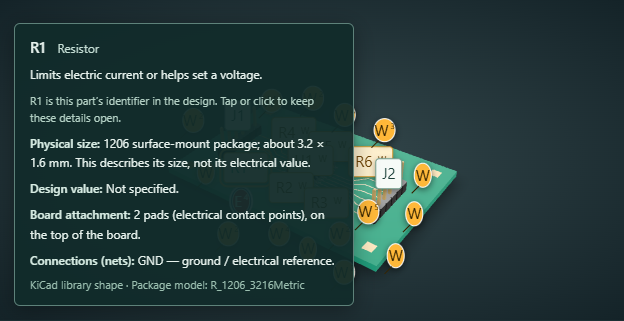 R1 Resistor
Limits electric current or helps set a voltage.
R1 is this part's identifier in the design. Tap or click to keep
these details open.
Physical size: 1206 surface-mount package; about 3.2 ×
1.6 mm. This describes its size, not its electrical value.
Design value: Not specified.
Board attachment: 2 pads (electrical contact points), on
the top of the board.
Connections (nets): GND — ground / electrical reference.
KiCad library shape · Package model: R_1206_3216Metric
W
R6
J2
W
W
W
W
R2
R3